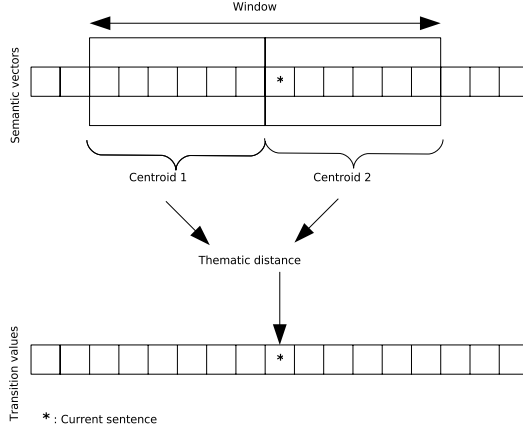 Window
Semantic vectors
*
Centroid 1
Centroid 2
Thematic distance
Transition values
*
* : Current sentence